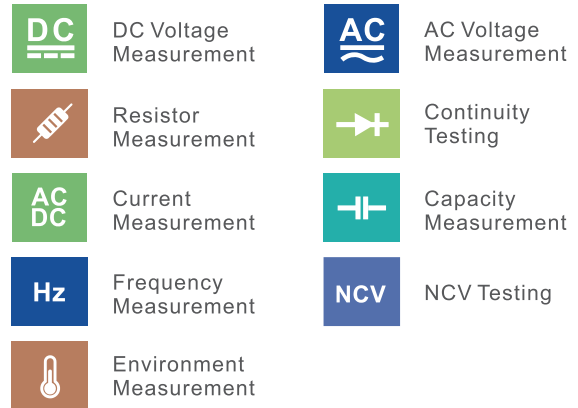 DC
DC Voltage
Measurement
AC
AC Voltage
Measurement
Resistor
Measurement
Continuity
Testing
AC
DC
Current
Measurement
Capacity
Measurement
Hz
Frequency
Measurement
NCV
NCV Testing
Environment
Measurement